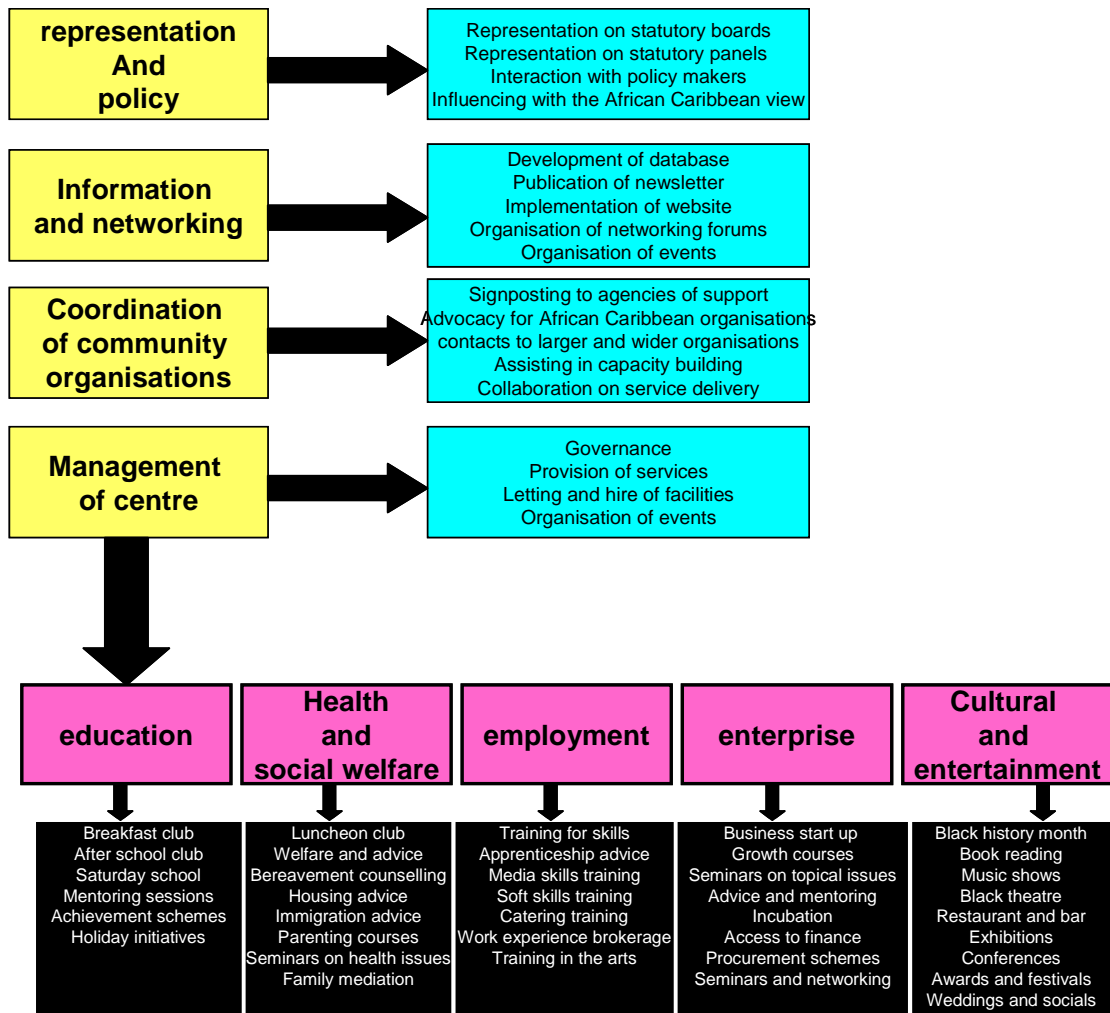 representation
And
policy
Representation on statutory boards
Representation on statutory panels
Interaction with policy makers
Influencing with the African Caribbean view
Information
and networking
Development of database
Publication of newsletter
Implementation of website
Organisation of networking forums
Organisation of events
Coordination
of community
organisations
Signposting to agencies of support
Advocacy for African Caribbean organisations
contacts to larger and wider organisations
Assisting in capacity building
Collaboration on service delivery
Management
of centre
Governance
Provision of services
Letting and hire of facilities
Organisation of events
education
Breakfast club
After school club
Saturday school
Mentoring sessions
Achievement schemes
Holiday initiatives
Health
and
social welfare
Luncheon club
Welfare and advice
Bereavement counselling
Housing advice
Immigration advice
Parenting courses
Seminars on health issues
Family mediation
employment
Training for skills
Apprenticeship advice
Media skills training
Soft skills training
Catering training
Work experience brokerage
Training in the arts
enterprise
Business start up
Growth courses
Seminars on topical issues
Advice and mentoring
Incubation
Access to finance
Procurement schemes
Seminars and networking
Cultural
and
entertainment
Black history month
Book reading
Music shows
Black theatre
Restaurant and bar
Exhibitions
Conferences
Awards and festivals
Weddings and socials